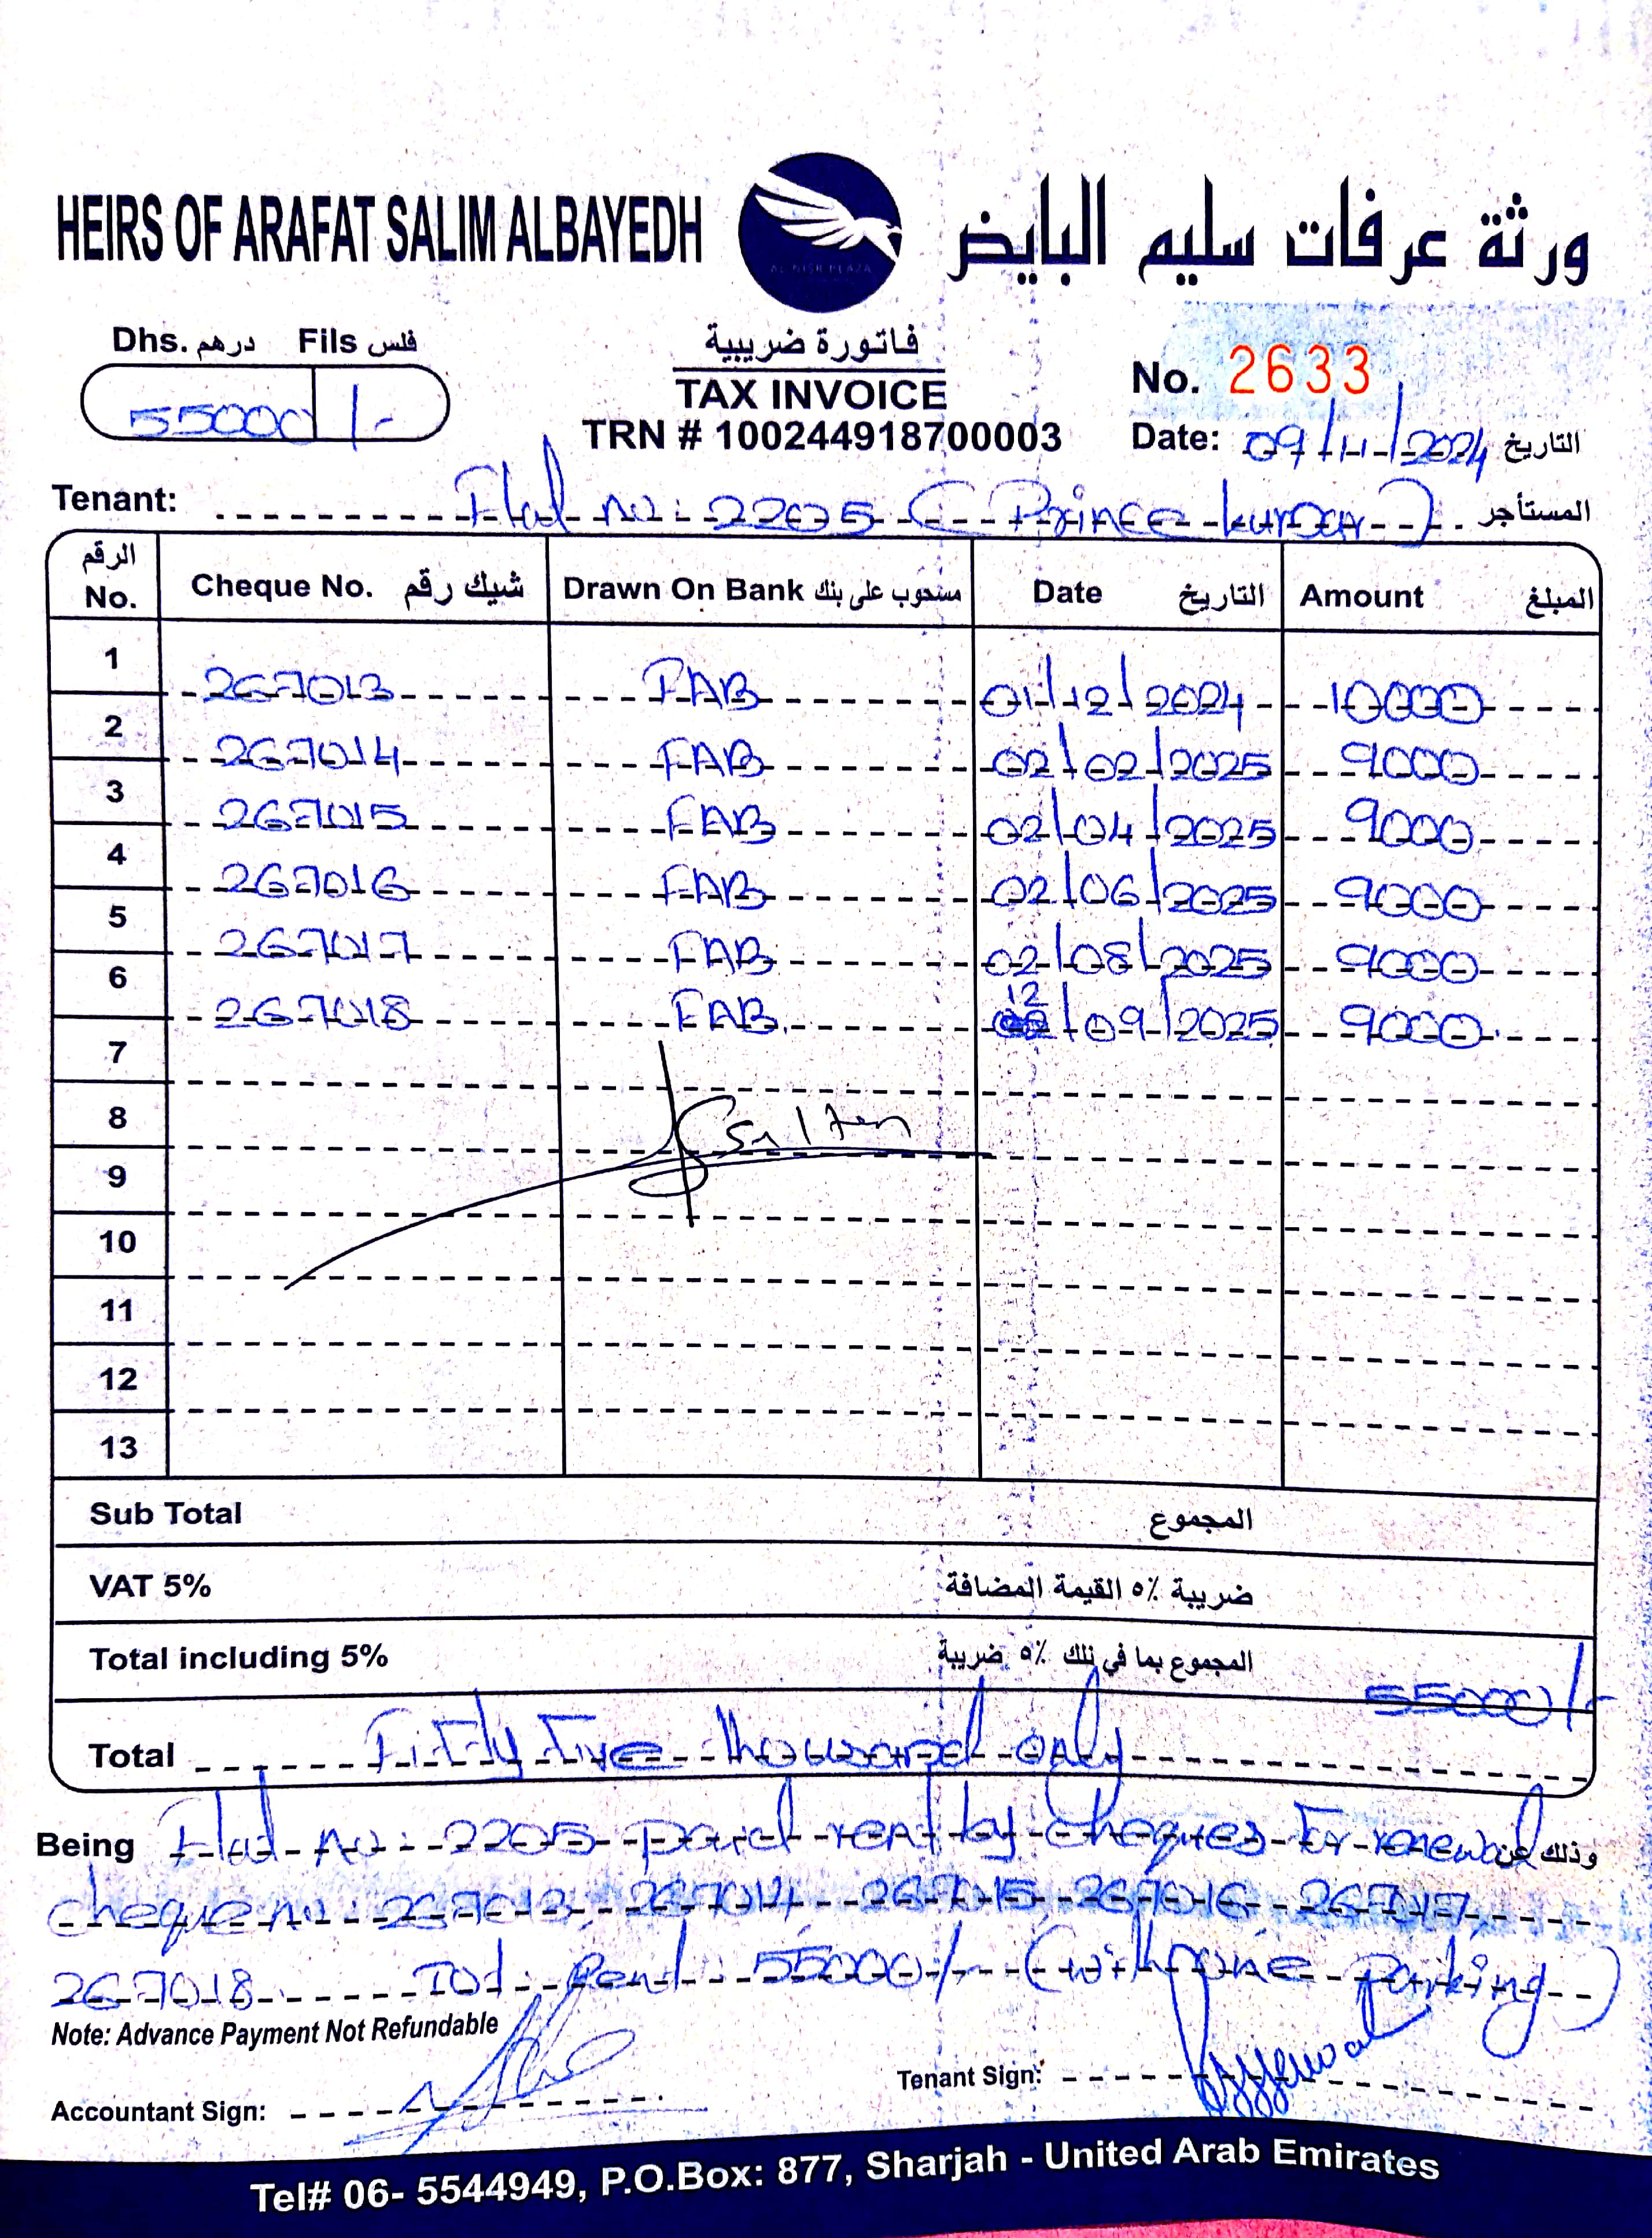 HEIRS OF ARAFAT SALIM ALBAYEDH
ورثة عرفات سليم البايض
AL NISR PLAZA
Dhs. درهم Fils فلس
55000 /-
فاتورة ضريبية
TAX INVOICE
TRN # 100244918700003
No. 2633
Date: 09/11/2024 التاريخ
Tenant: Flat no: 2205 (Prince kumar) المستأجر
الرقم No. Cheque No. شيك رقم Drawn On Bank مسحوب على بنك Date التاريخ Amount المبلغ
1 267013 FAB 01/12/2024 10000
2 267014 FAB 02/02/2025 9000
3 267015 FAB 02/04/2025 9000
4 267016 FAB 02/06/2025 9000
5 267017 FAB 02/08/2025 9000
6 267018 FAB 12/09/2025 9000
7
8
9
10
11
12
13
Sub Total المجموع
VAT 5% ضريبة ٥٪ القيمة المضافة
Total including 5% المجموع بما في ذلك ٥٪ ضريبة 55000/-
Total Fifty Five thousand only
Being Flat no: 2205 paid rent by cheques For renewal وذلك عن
cheque no: 267013, 267014 267015, 267016 267017,
267018 Tot: Rent: 55000/- (with one Parking)
Note: Advance Payment Not Refundable
Tenant Sign:
Accountant Sign:
Tel# 06- 5544949, P.O.Box: 877, Sharjah - United Arab Emirates